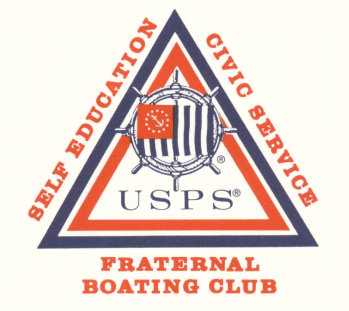 SELF EDUCATION
CIVIC SERVICE
®
USPS®
FRATERNAL
BOATING CLUB